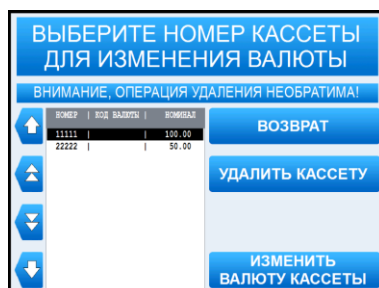 ВЫБЕРИТЕ НОМЕР КАССЕТЫ
ДЛЯ ИЗМЕНЕНИЯ ВАЛЮТЫ
ВНИМАНИЕ, ОПЕРАЦИЯ УДАЛЕНИЯ НЕОБРАТИМА!
НОМЕР | КОД ВАЛЮТЫ | НОМИНАЛ
11111 | | 100.00
22222 | | 50.00
ВОЗВРАТ
УДАЛИТЬ КАССЕТУ
ИЗМЕНИТЬ
ВАЛЮТУ КАССЕТЫ